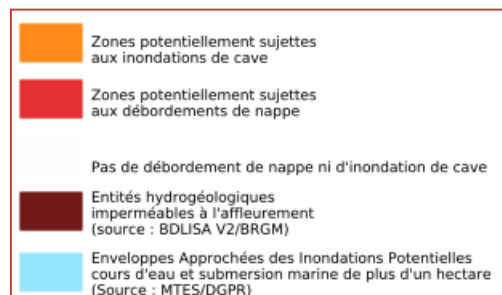 Zones potentiellement sujettes
aux inondations de cave
Zones potentiellement sujettes
aux débordements de nappe
Pas de débordement de nappe ni d'inondation de cave
Entités hydrogéologiques
imperméables à l'affleurement
(source : BDLISA V2/BRGM)
Enveloppes Approchées des Inondations Potentielles
cours d'eau et submersion marine de plus d'un hectare
(Source : MTES/DGPR)